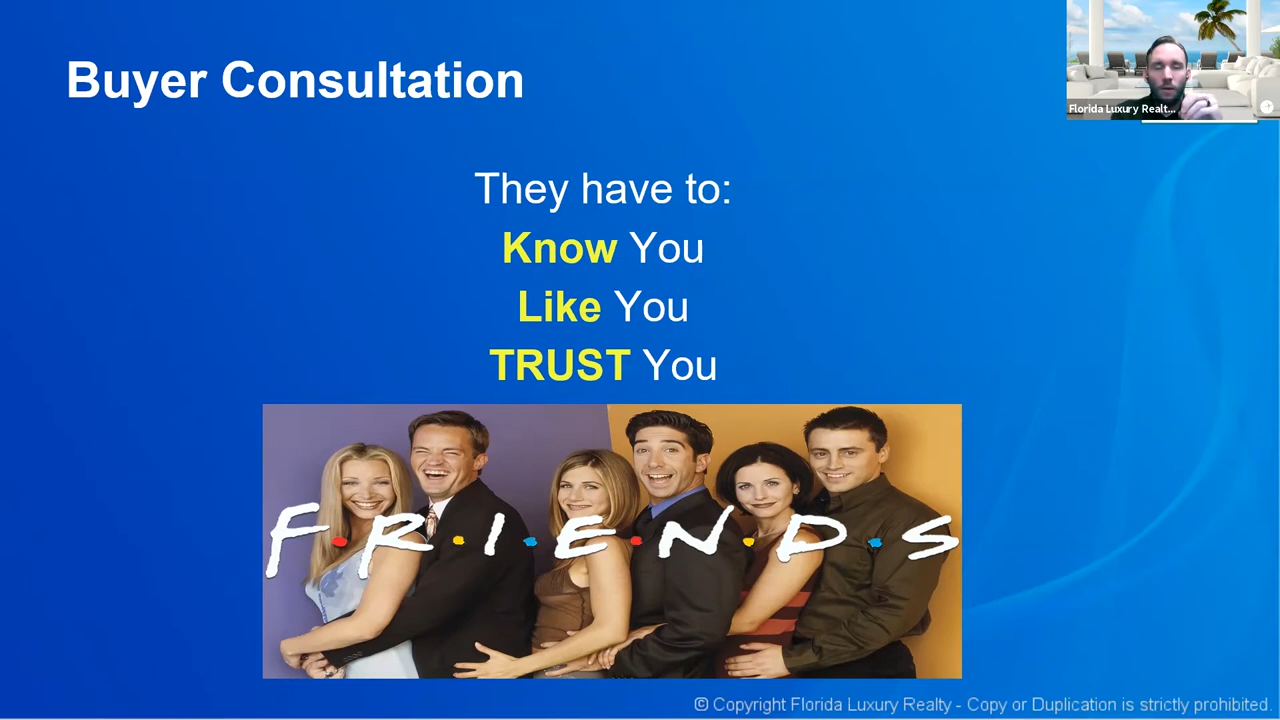 Buyer Consultation
Florida Luxury Realt...
They have to:
Know You
Like You
TRUST You
F.R.I.E.N.D.S
© Copyright Florida Luxury Realty - Copy or Duplication is strictly prohibited.